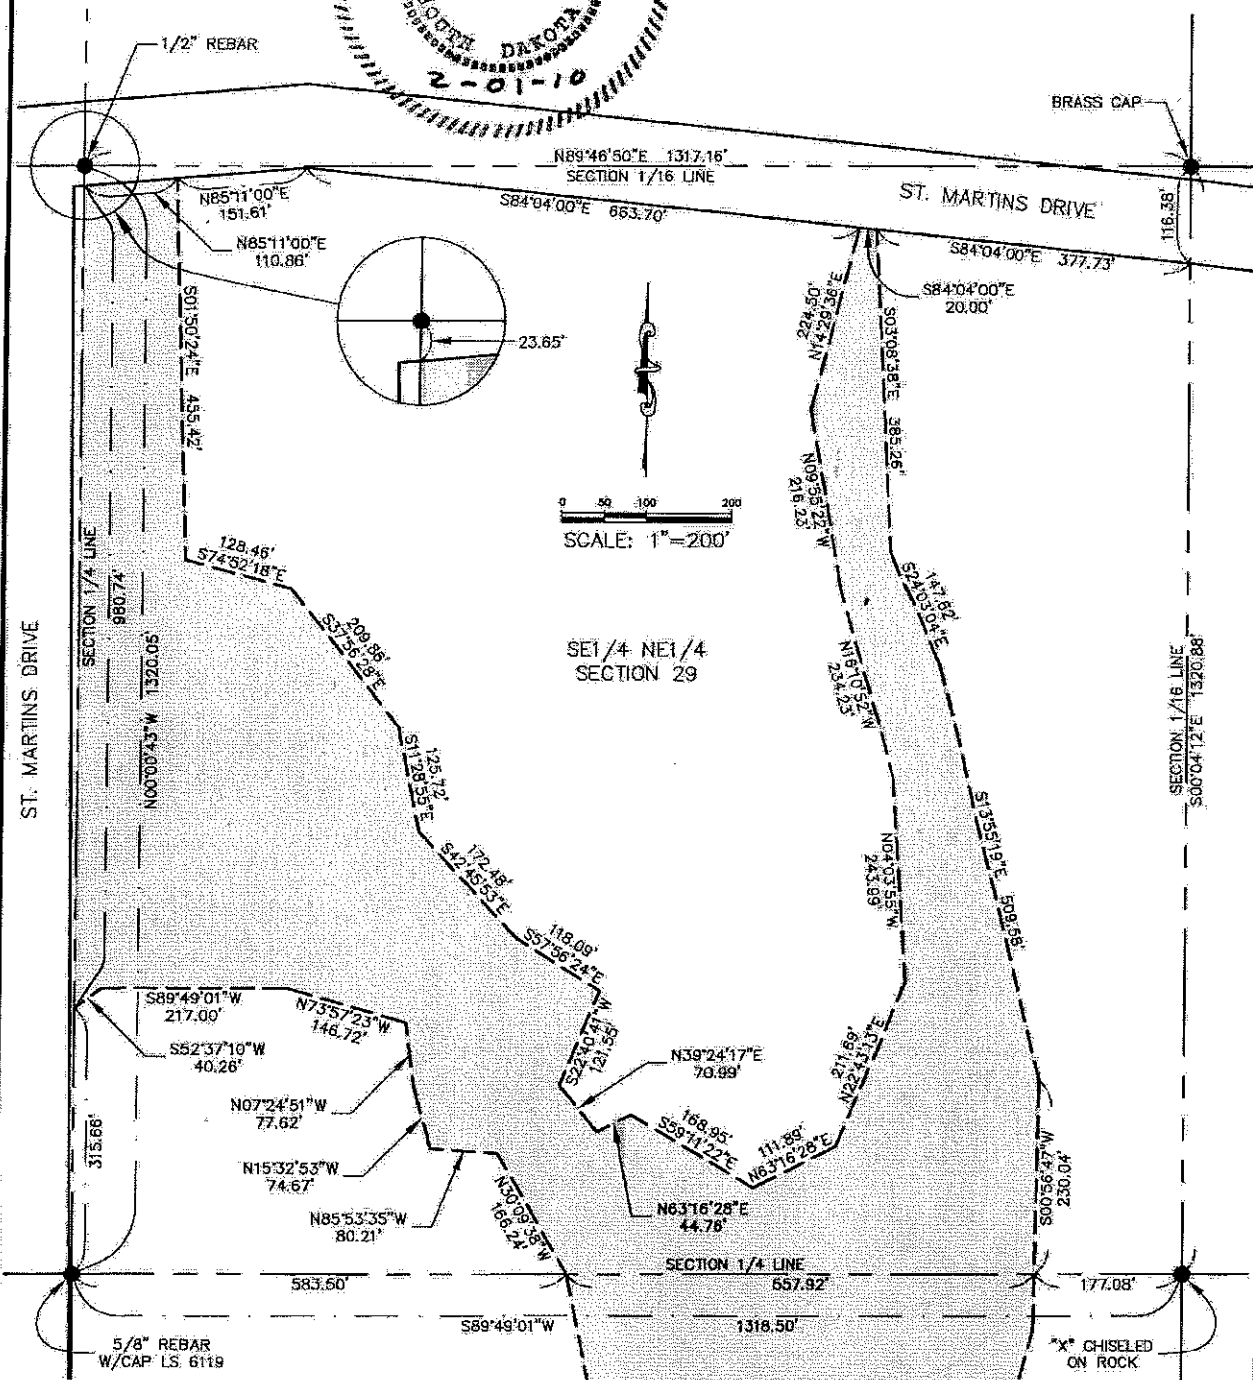 SOUTH DAKOTA
2-01-10
1/2" REBAR
BRASS CAP
N89°46'50"E 1317.16'
SECTION 1/16 LINE
ST. MARTINS DRIVE
N85°11'00"E
151.61'
S84°04'00"E 663.70'
116.38'
N85°11'00"E
110.86'
S84°04'00"E 377.73'
S84°04'00"E
20.00'
23.65'
224.50'
N14°29'36"E
S03°08'38"E 385.26'
S01°50'24"E 455.42'
N09°55'22"W
216.23'
0 50 100 200
SCALE: 1"=200'
128.46'
S74°52'18"E
147.62'
S24°03'04"E
SECTION 1/4 LINE
980.74'
209.86'
S37°56'28"E
SE1/4 NE1/4
SECTION 29
N16°10'52"W
234.23'
ST. MARTINS DRIVE
N00°00'43"W 1320.05'
SECTION 1/16 LINE
S00°04'12"E 1320.88'
125.72'
S11°28'55"E
S13°55'19"E 509.58'
172.48'
S42°45'53"E
N04°03'55"W
243.99'
118.09'
S57°56'24"E
S89°49'01"W
217.00'
N73°57'23"W
146.72'
S22°40'41"W
121.55'
S52°37'10"W
40.26'
N39°24'17"E
70.99'
211.69'
N22°43'13"E
N07°24'51"W
77.62'
168.95'
S59°11'22"E
111.89'
N63°16'28"E
315.66'
N15°32'53"W
74.67'
S00°56'47"W
230.04'
N85°53'35"W
80.21'
N30°09'38"W
166.24'
N63°16'28"E
44.76'
SECTION 1/4 LINE
583.50'
657.92'
177.08'
S89°49'01"W 1318.50'
5/8" REBAR
W/CAP LS 6119
"X" CHISELED
ON ROCK